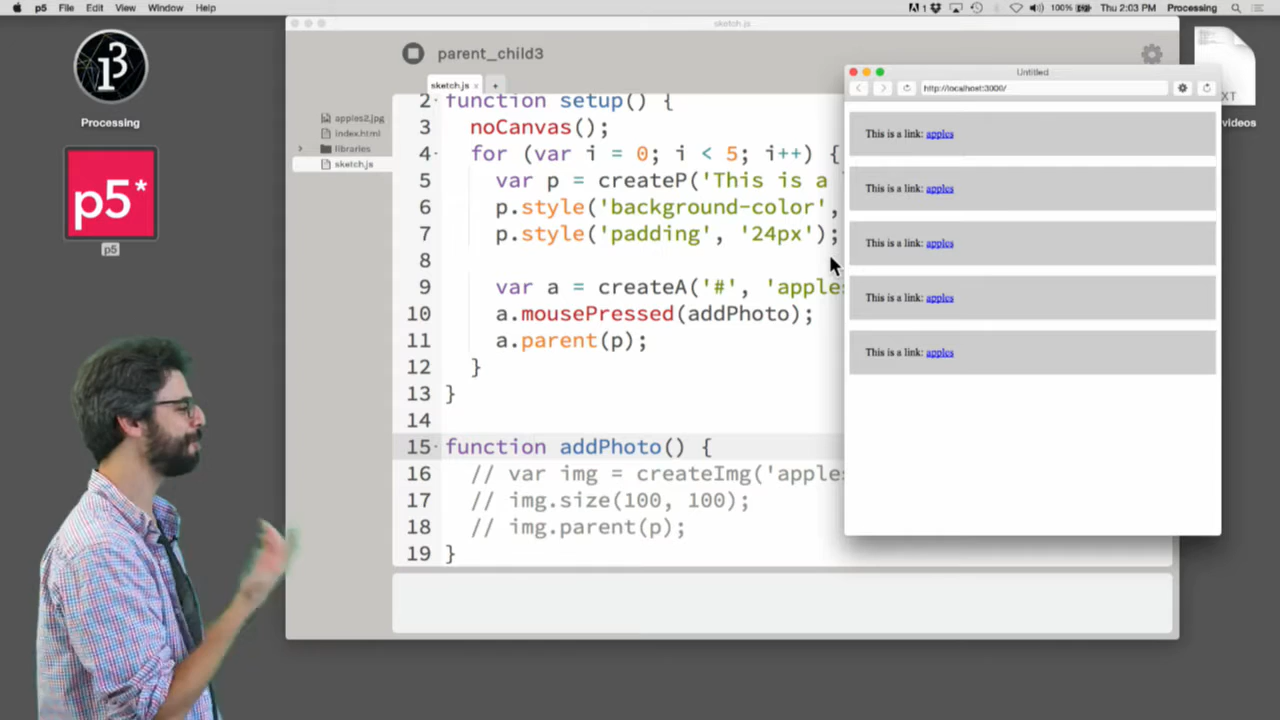 p5 File Edit View Window Help
1 100% Thu 2:03 PM Processing
sketch.js
parent_child3
sketch.js × +
apples2.jpg
index.html
libraries
sketch.js
2 function setup() {
3 noCanvas();
4 for (var i = 0; i < 5; i++) {
5 var p = createP('This is a
6 p.style('background-color',
7 p.style('padding', '24px');
8
9 var a = createA('#', 'apples
10 a.mousePressed(addPhoto);
11 a.parent(p);
12 }
13 }
14
15 function addPhoto() {
16 // var img = createImg('apples
17 // img.size(100, 100);
18 // img.parent(p);
19 }
Untitled
http://localhost:3000/
This is a link: apples
This is a link: apples
This is a link: apples
This is a link: apples
This is a link: apples
Processing
p5*
p5
XT
videos